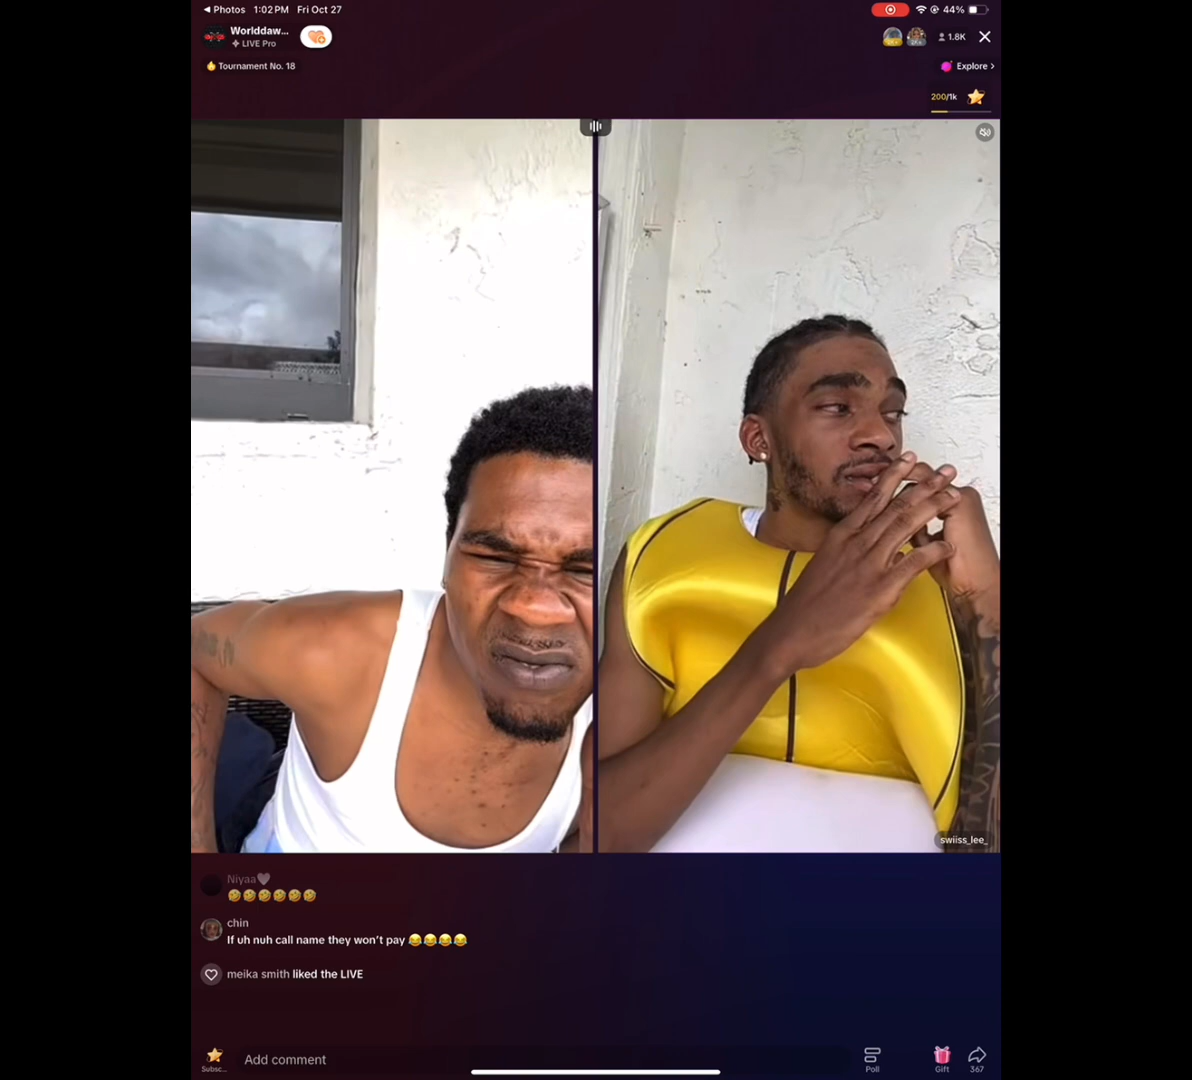 Photos 1:02 PM Fri Oct 27
44%
Worlddaw...
LIVE Pro
1.8K
Tournament No. 18
Explore >
200/1k
swiiss_lee_
Niyaa🤍
🤣🤣🤣🤣🤣🤣
chin
If uh nuh call name they won't pay 😂😂😂😂
meika smith liked the LIVE
Subsc...
Add comment
Poll
Gift
367